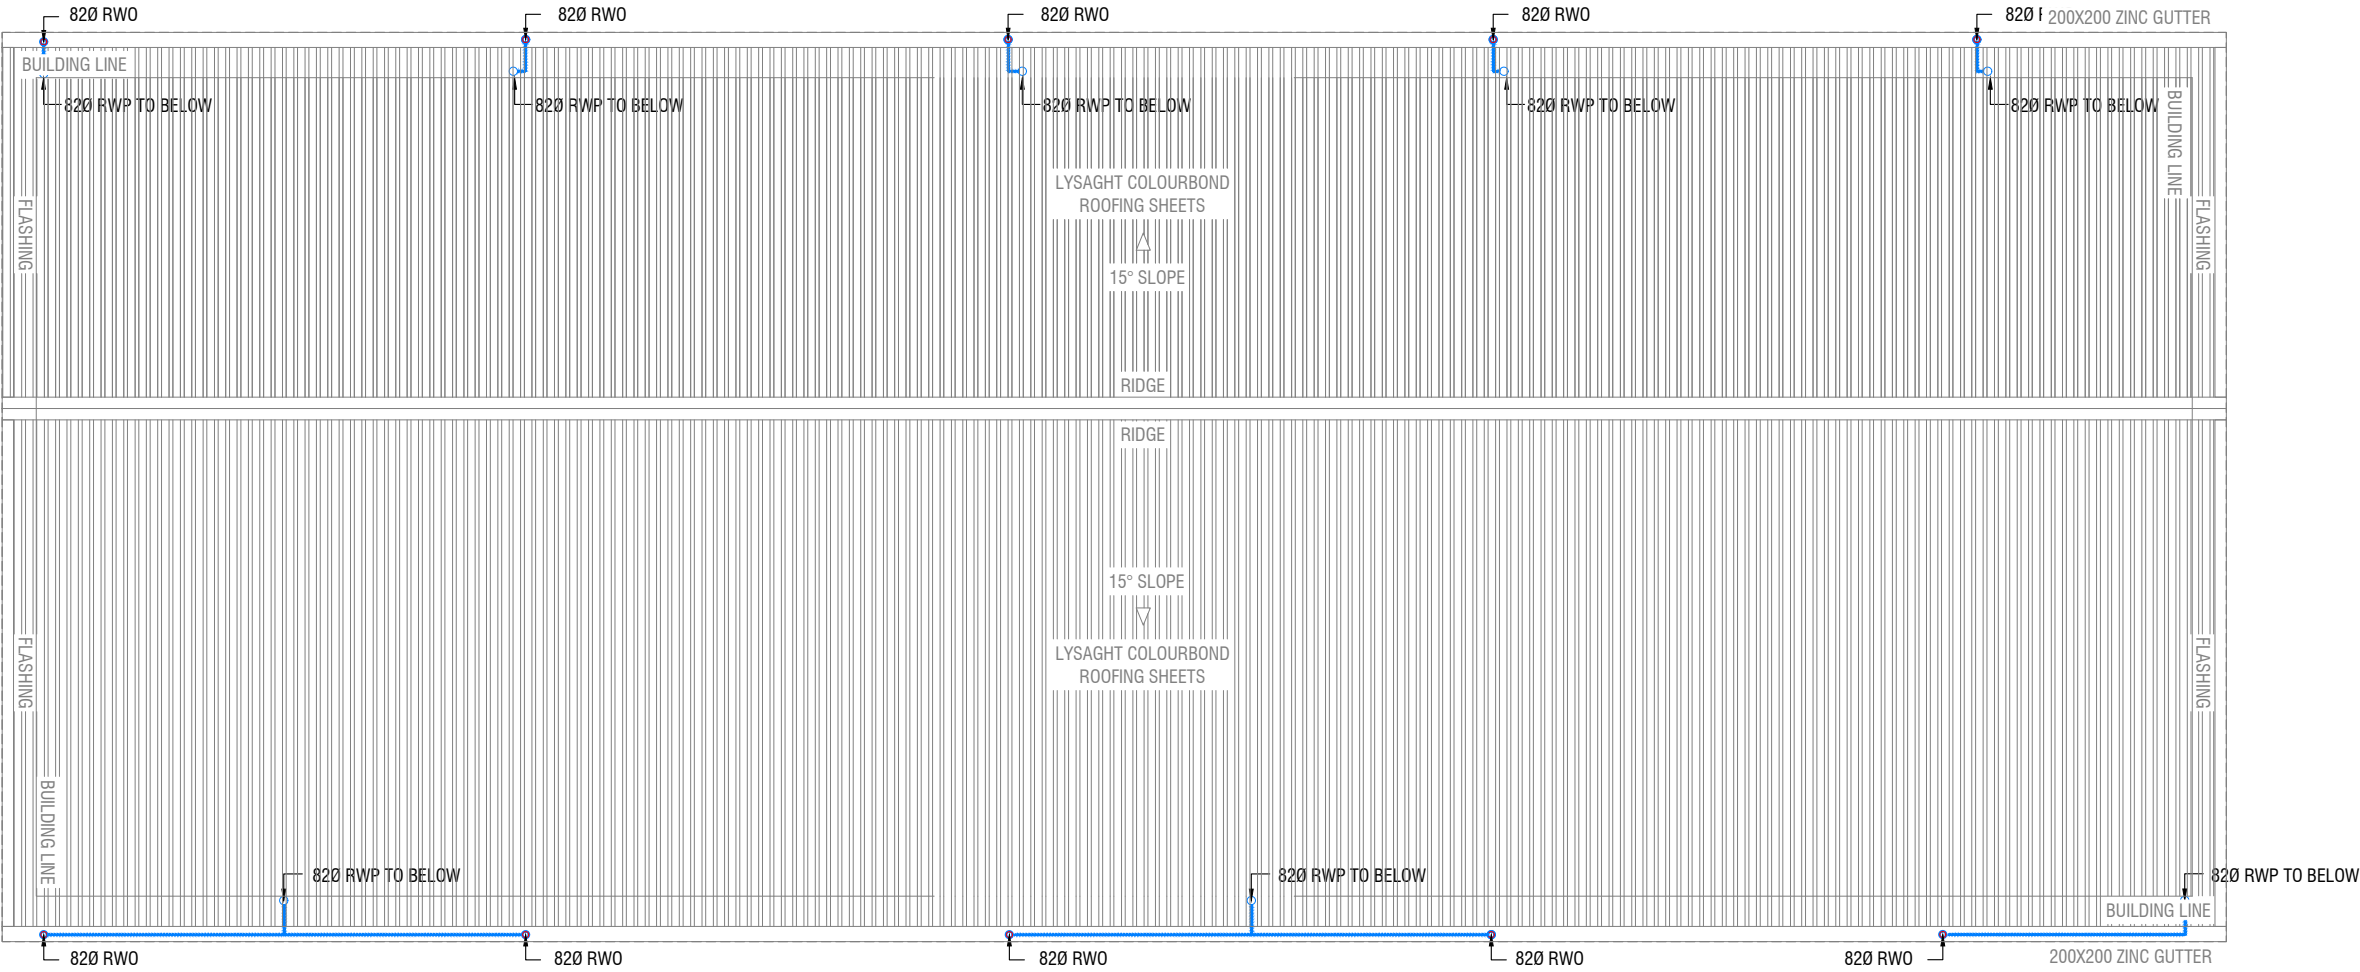 82Ø RWO
82Ø RWO
82Ø RWO
82Ø RWO
82Ø
200X200 ZINC GUTTER
BUILDING LINE
82Ø RWP TO BELOW
82Ø RWP TO BELOW
82Ø RWP TO BELOW
82Ø RWP TO BELOW
82Ø RWP TO BELOW
BUILDING LINE
LYSAGHT COLOURBOND
ROOFING SHEETS
FLASHING
FLASHING
15° SLOPE
RIDGE
RIDGE
15° SLOPE
LYSAGHT COLOURBOND
ROOFING SHEETS
FLASHING
FLASHING
BUILDING LINE
82Ø RWP TO BELOW
82Ø RWP TO BELOW
82Ø RWP TO BELOW
BUILDING LINE
82Ø RWO
82Ø RWO
82Ø RWO
82Ø RWO
82Ø RWO
200X200 ZINC GUTTER